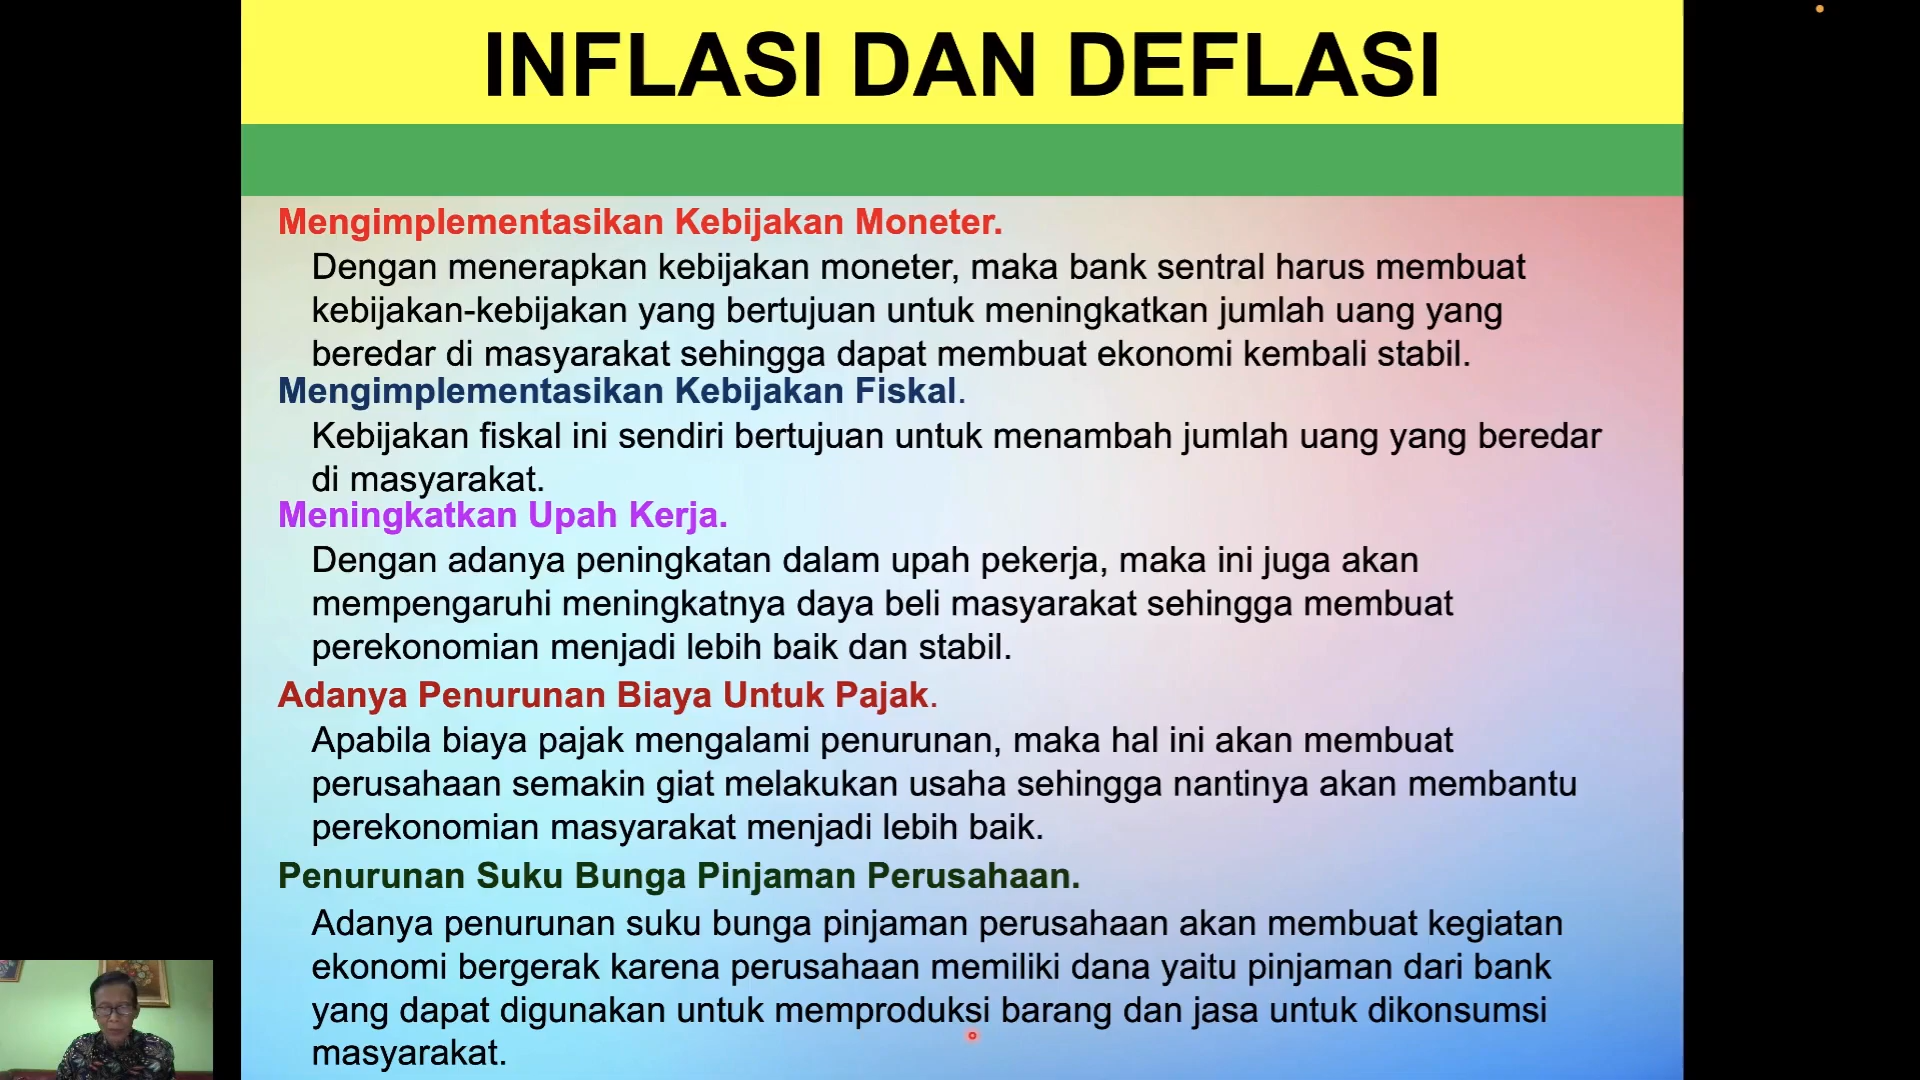 INFLASI DAN DEFLASI
Mengimplementasikan Kebijakan Moneter.
Dengan menerapkan kebijakan moneter, maka bank sentral harus membuat
kebijakan-kebijakan yang bertujuan untuk meningkatkan jumlah uang yang
beredar di masyarakat sehingga dapat membuat ekonomi kembali stabil.
Mengimplementasikan Kebijakan Fiskal.
Kebijakan fiskal ini sendiri bertujuan untuk menambah jumlah uang yang beredar
di masyarakat.
Meningkatkan Upah Kerja.
Dengan adanya peningkatan dalam upah pekerja, maka ini juga akan
mempengaruhi meningkatnya daya beli masyarakat sehingga membuat
perekonomian menjadi lebih baik dan stabil.
Adanya Penurunan Biaya Untuk Pajak.
Apabila biaya pajak mengalami penurunan, maka hal ini akan membuat
perusahaan semakin giat melakukan usaha sehingga nantinya akan membantu
perekonomian masyarakat menjadi lebih baik.
Penurunan Suku Bunga Pinjaman Perusahaan.
Adanya penurunan suku bunga pinjaman perusahaan akan membuat kegiatan
ekonomi bergerak karena perusahaan memiliki dana yaitu pinjaman dari bank
yang dapat digunakan untuk memproduksi barang dan jasa untuk dikonsumsi
masyarakat.